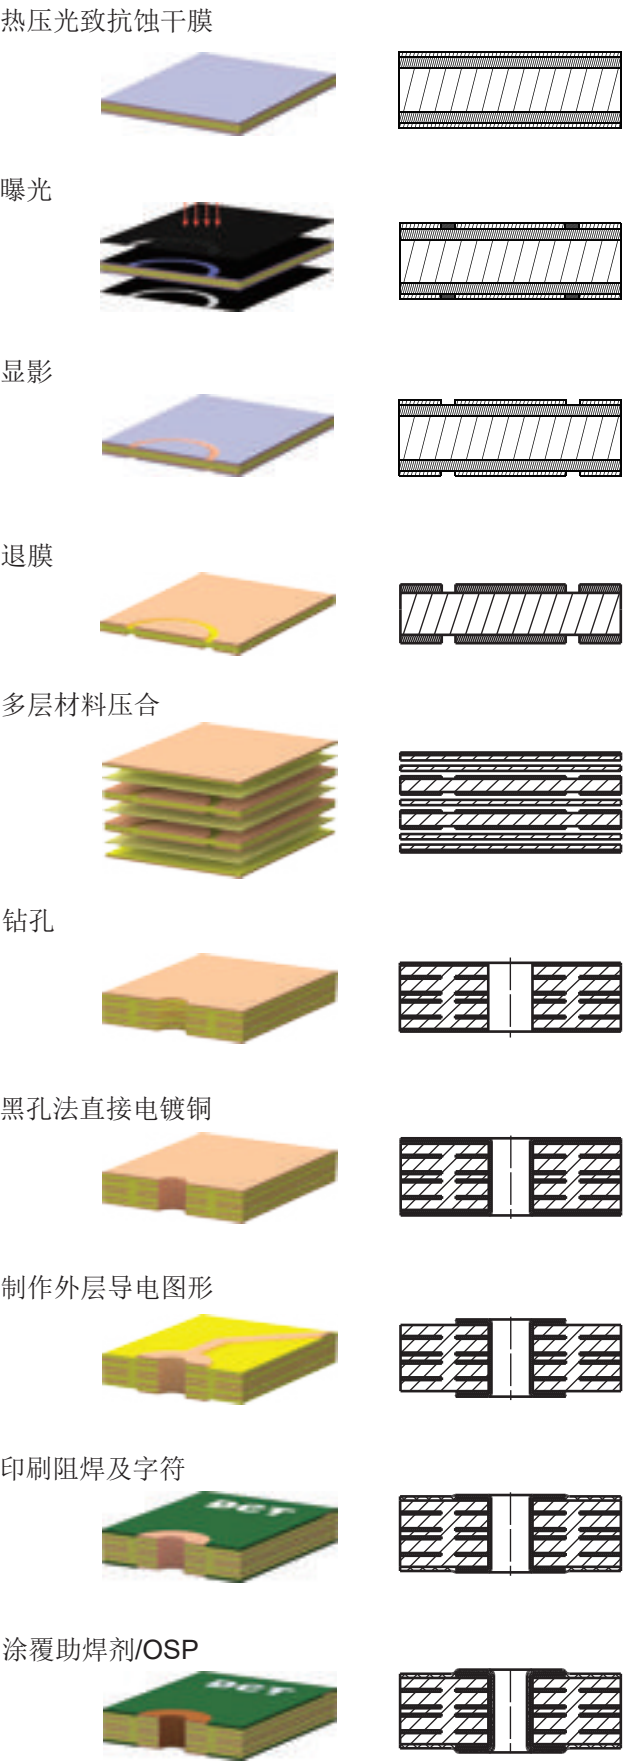 热压光致抗蚀干膜
曝光
显影
退膜
多层材料压合
钻孔
黑孔法直接电镀铜
制作外层导电图形
印刷阻焊及字符
PCT
涂覆助焊剂/OSP
PCT